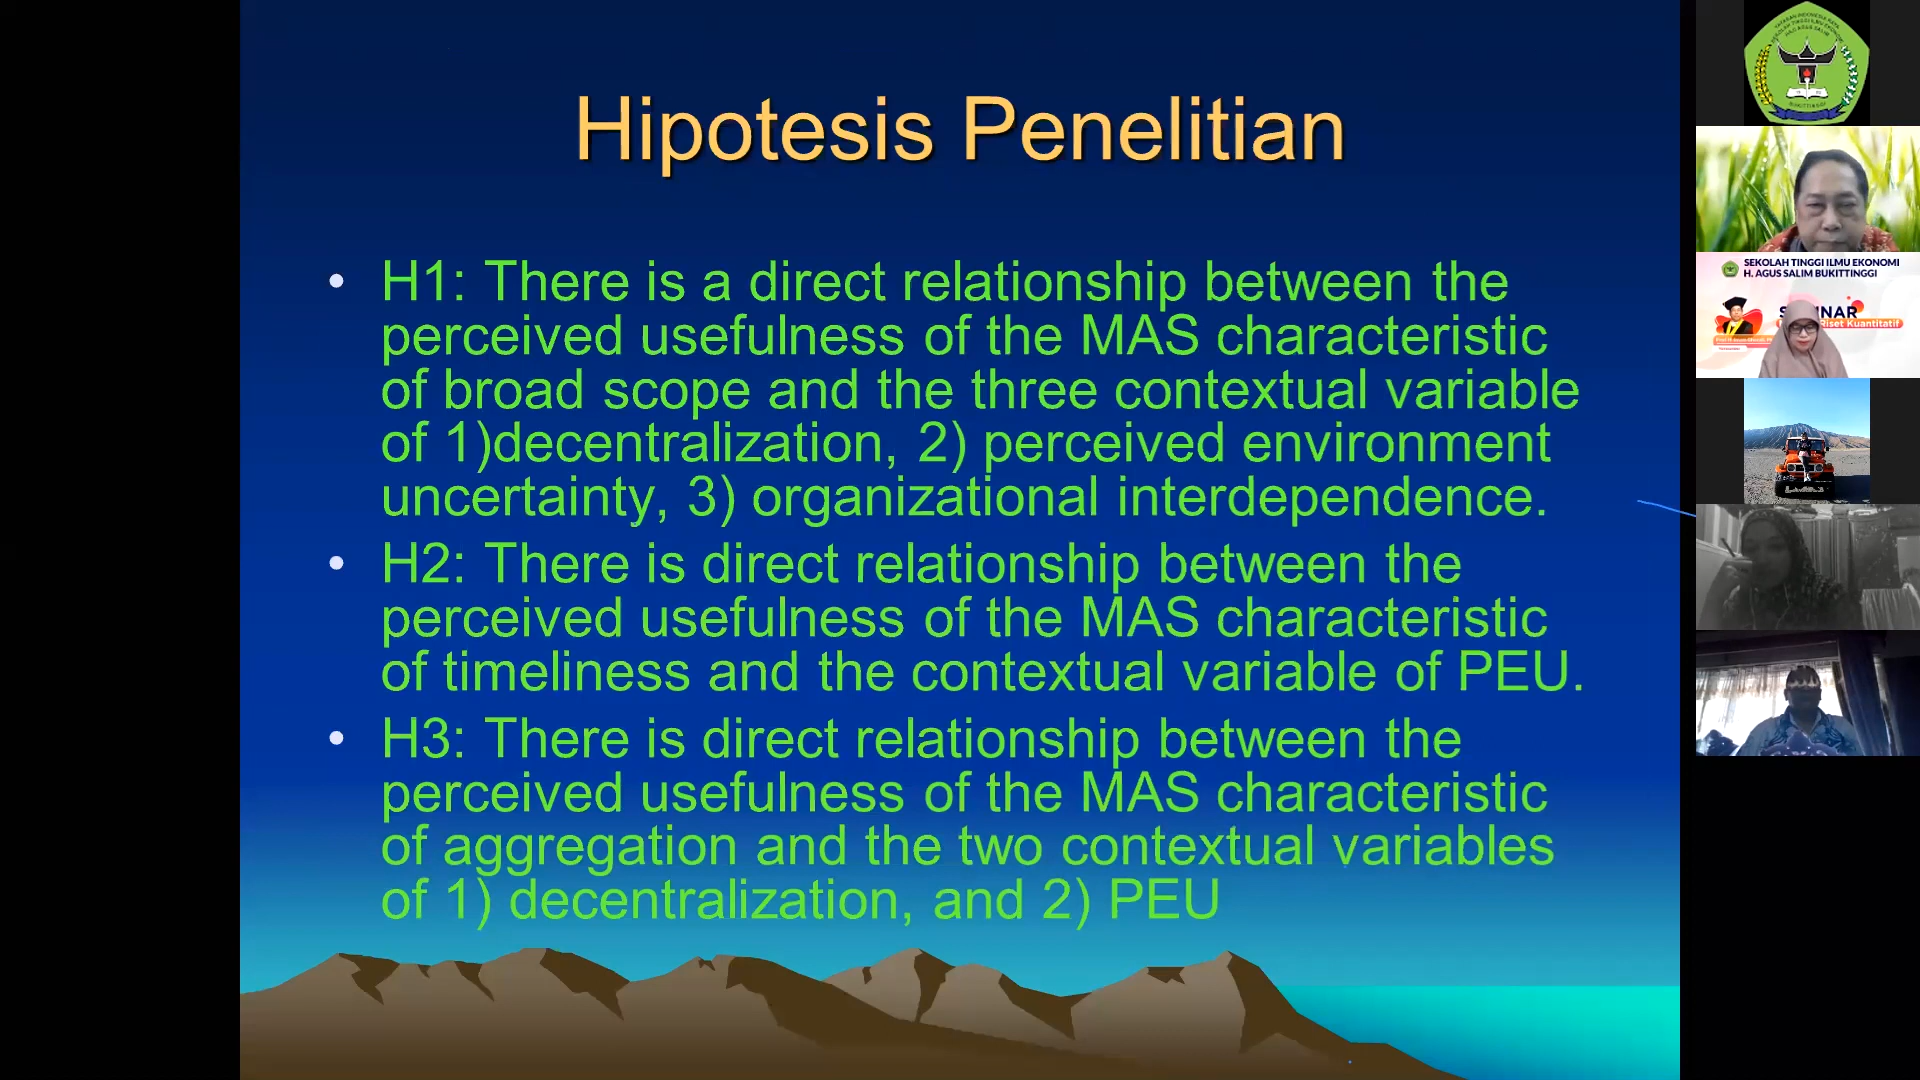 Hipotesis Penelitian
• H1: There is a direct relationship between the
perceived usefulness of the MAS characteristic
of broad scope and the three contextual variable
of 1)decentralization, 2) perceived environment
uncertainty, 3) organizational interdependence.
• H2: There is direct relationship between the
perceived usefulness of the MAS characteristic
of timeliness and the contextual variable of PEU.
• H3: There is direct relationship between the
perceived usefulness of the MAS characteristic
of aggregation and the two contextual variables
of 1) decentralization, and 2) PEU
SEKOLAH TINGGI ILMU EKONOMI
H. AGUS SALIM BUKITTINGGI
Riset Kuantitatif